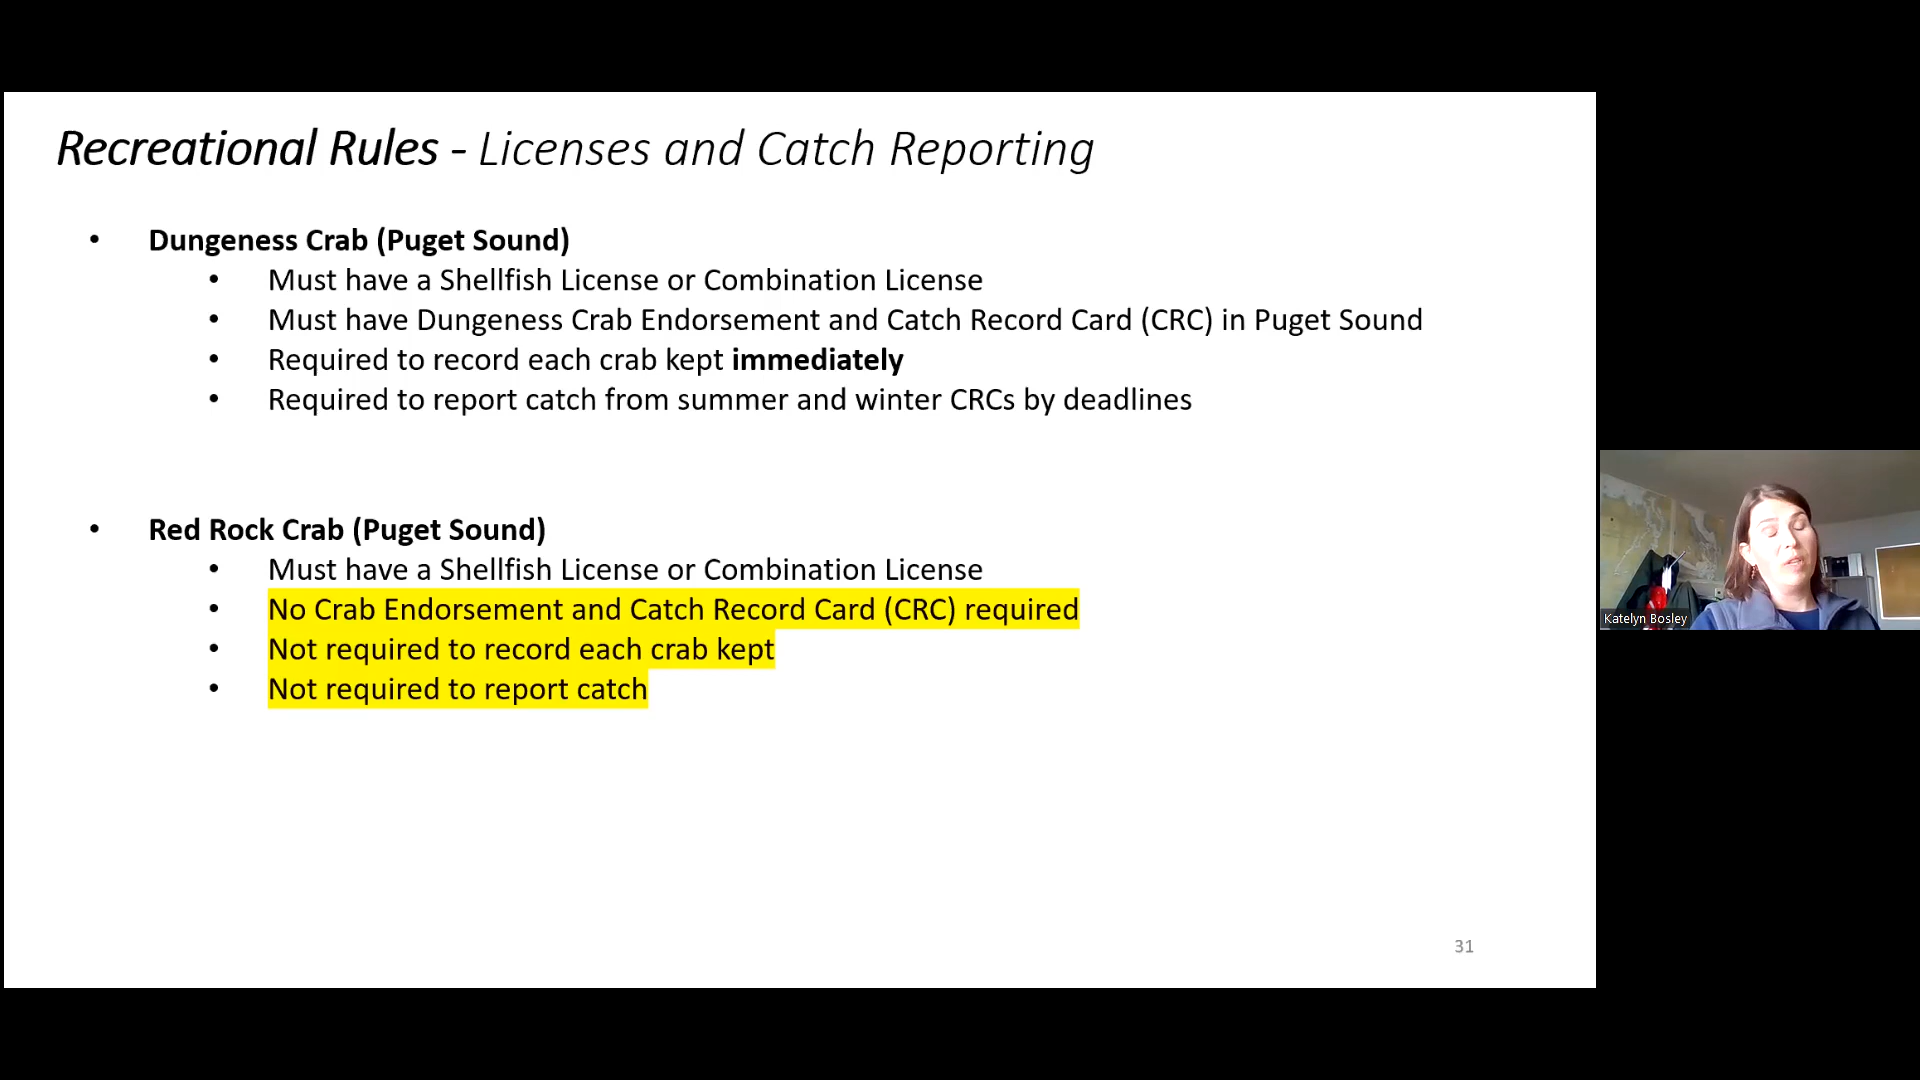 Recreational Rules - Licenses and Catch Reporting
• Dungeness Crab (Puget Sound)
• Must have a Shellfish License or Combination License
• Must have Dungeness Crab Endorsement and Catch Record Card (CRC) in Puget Sound
• Required to record each crab kept immediately
• Required to report catch from summer and winter CRCs by deadlines
• Red Rock Crab (Puget Sound)
• Must have a Shellfish License or Combination License
• No Crab Endorsement and Catch Record Card (CRC) required
• Not required to record each crab kept
• Not required to report catch
31
Katelyn Bosley